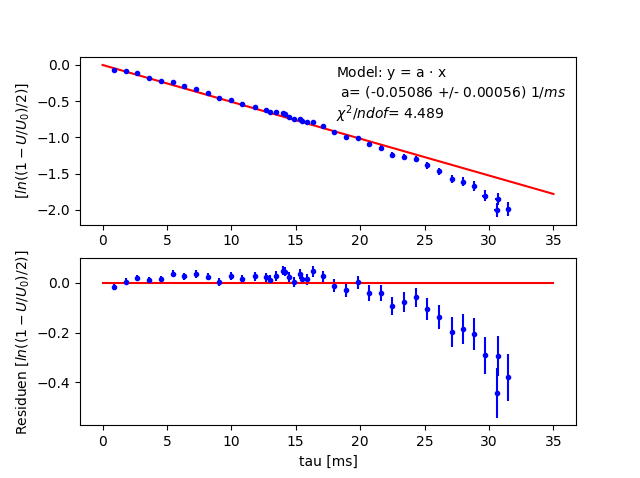 [ln((1 − U/U₀)/2)]
0.0
−0.5
−1.0
−1.5
−2.0
Model: y = a · x
a= (-0.05086 +/- 0.00056) 1/ms
χ²/ndof= 4.489
0 5 10 15 20 25 30 35
Residuen [ln((1 − U/U₀)/2)]
0.0
−0.2
−0.4
0 5 10 15 20 25 30 35
tau [ms]